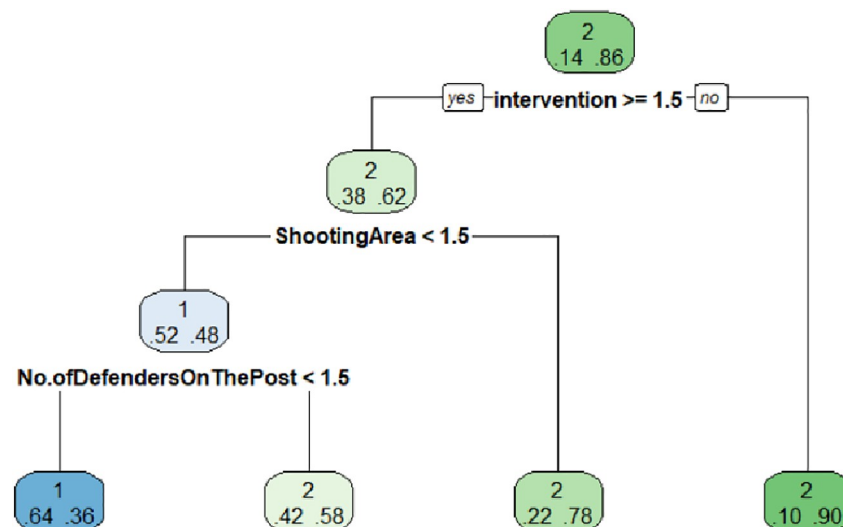 2
.14 .86
yes intervention >= 1.5 no
2
.38 .62
ShootingArea < 1.5
1
.52 .48
No.ofDefendersOnThePost < 1.5
1 2 2 2
.64 .36 .42 .58 .22 .78 .10 .90